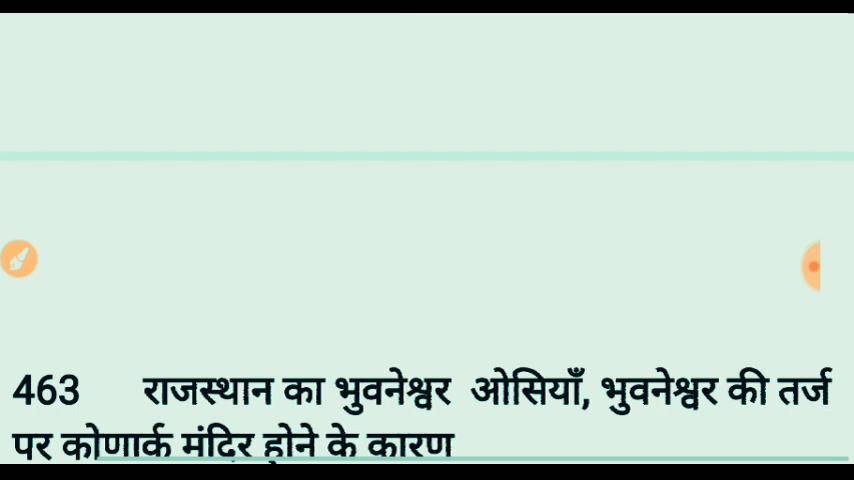 463 राजस्थान का भुवनेश्वर ओसियाँ, भुवनेश्वर की तर्ज
पर कोणार्क मंदिर होने के कारण